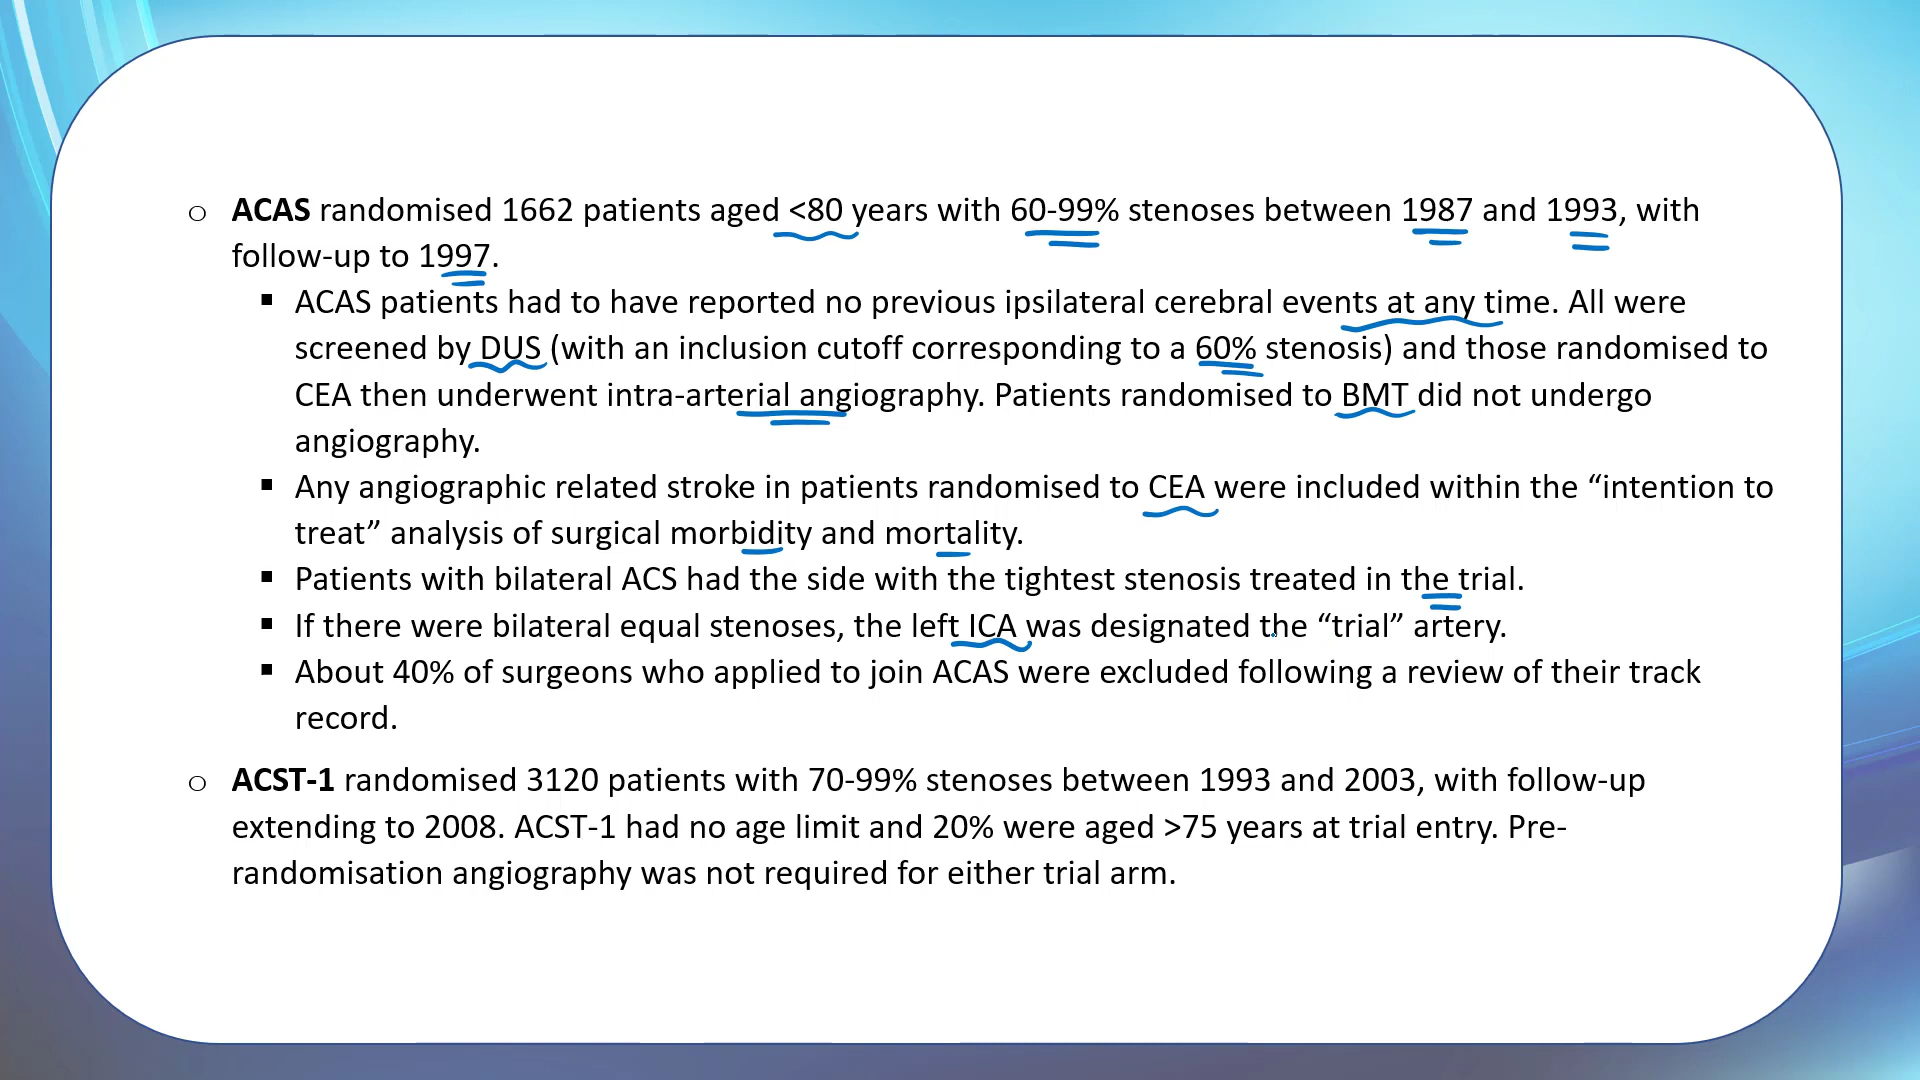 o ACAS randomised 1662 patients aged <80 years with 60-99% stenoses between 1987 and 1993, with
follow-up to 1997.
▪ ACAS patients had to have reported no previous ipsilateral cerebral events at any time. All were
screened by DUS (with an inclusion cutoff corresponding to a 60% stenosis) and those randomised to
CEA then underwent intra-arterial angiography. Patients randomised to BMT did not undergo
angiography.
▪ Any angiographic related stroke in patients randomised to CEA were included within the “intention to
treat” analysis of surgical morbidity and mortality.
▪ Patients with bilateral ACS had the side with the tightest stenosis treated in the trial.
▪ If there were bilateral equal stenoses, the left ICA was designated the “trial” artery.
▪ About 40% of surgeons who applied to join ACAS were excluded following a review of their track
record.
o ACST-1 randomised 3120 patients with 70-99% stenoses between 1993 and 2003, with follow-up
extending to 2008. ACST-1 had no age limit and 20% were aged >75 years at trial entry. Pre-
randomisation angiography was not required for either trial arm.